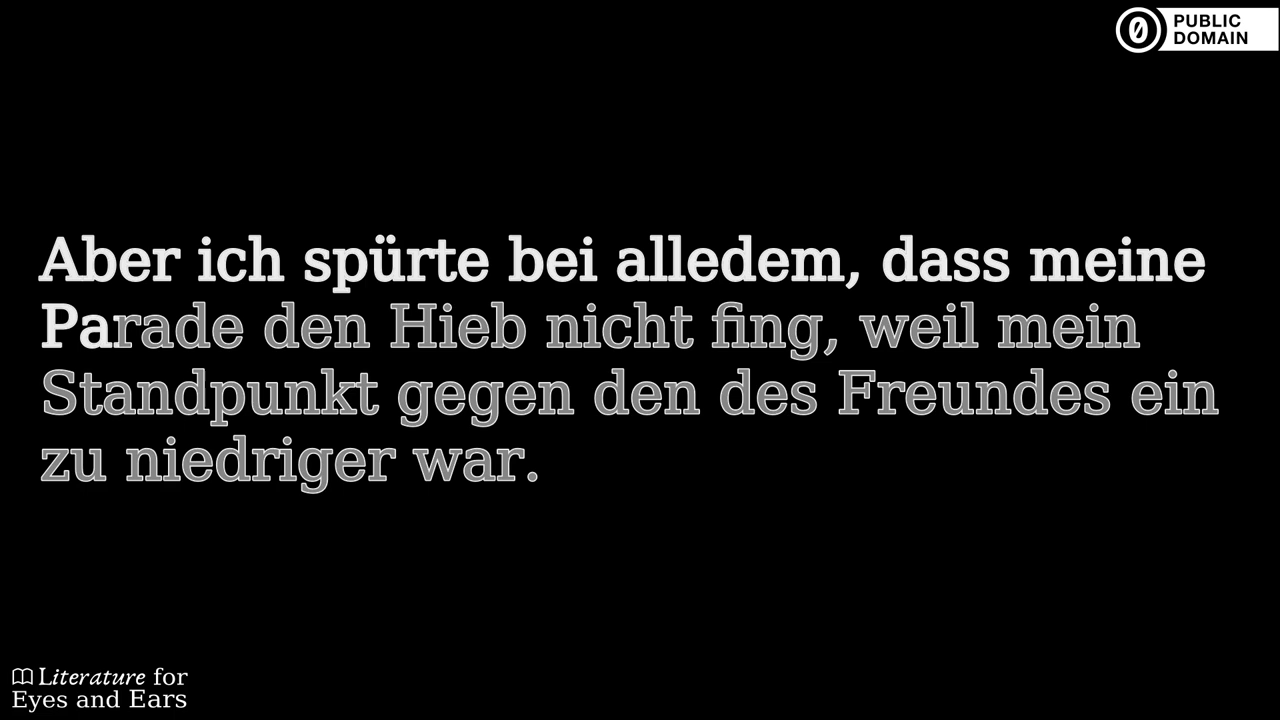 PUBLIC
DOMAIN
Aber ich spürte bei alledem, dass meine
Parade den Hieb nicht fing, weil mein
Standpunkt gegen den des Freundes ein
zu niedriger war.
Literature for
Eyes and Ears